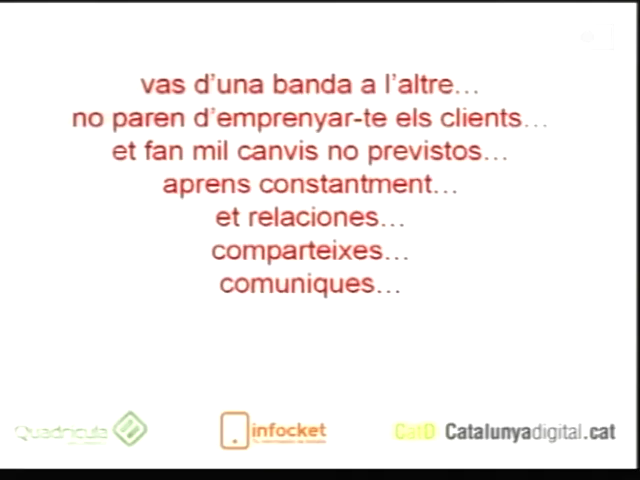 vas d'una banda a l'altre...
no paren d'emprenyar-te els clients...
et fan mil canvis no previstos...
aprens constantment...
et relaciones...
comparteixes...
comuniques...
Quadricula
infocket
CatD Catalunyadigital.cat